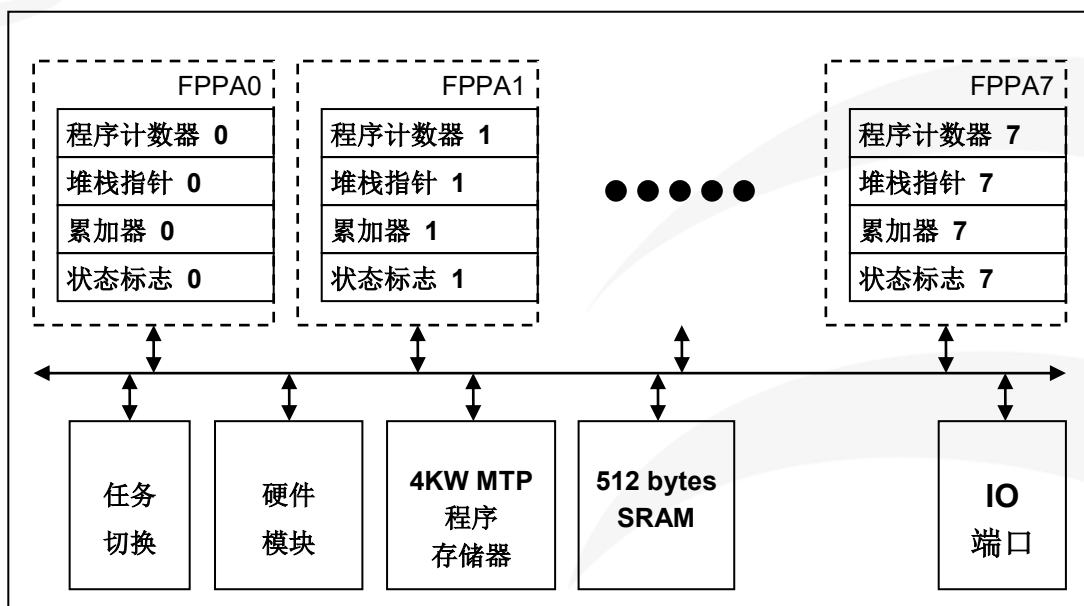 FPPA0
程序计数器 0
堆栈指针 0
累加器 0
状态标志 0
FPPA1
程序计数器 1
堆栈指针 1
累加器 1
状态标志 1
FPPA7
程序计数器 7
堆栈指针 7
累加器 7
状态标志 7
任务
切换
硬件
模块
4KW MTP
程序
存储器
512 bytes
SRAM
IO
端口